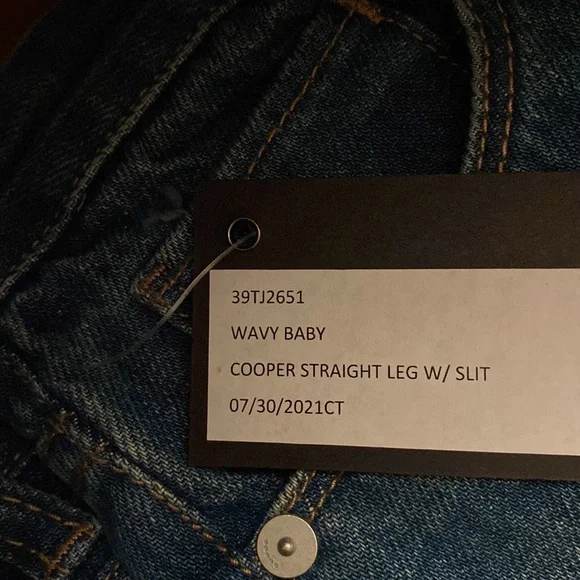 39TJ2651
WAVY BABY
COOPER STRAIGHT LEG W/ SLIT
07/30/2021CT